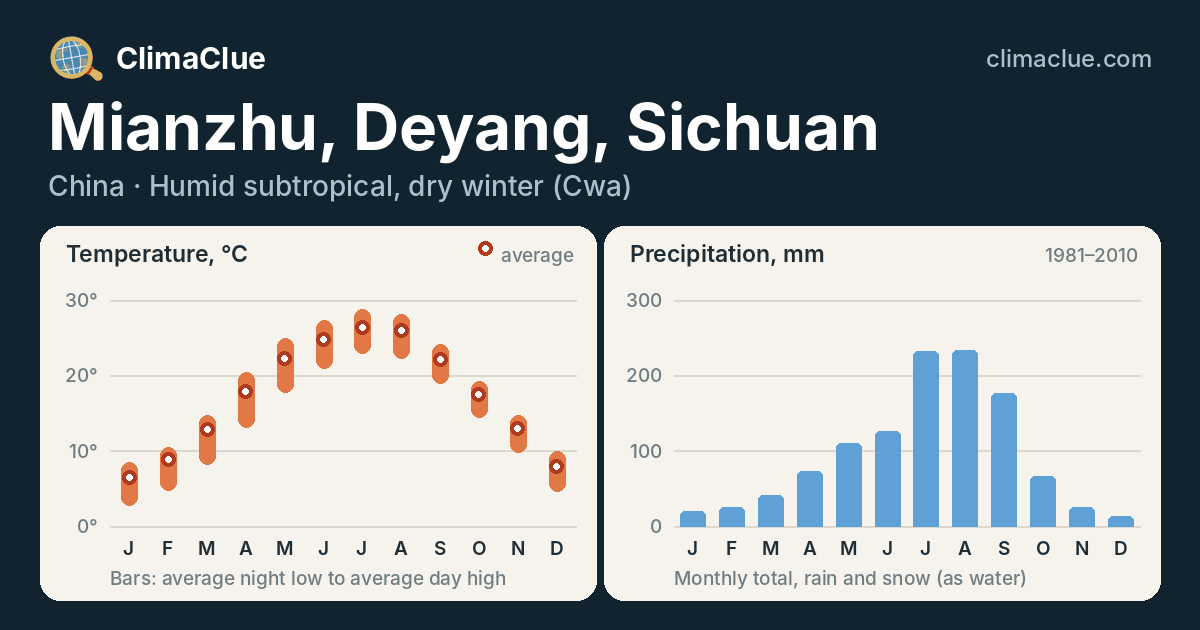 ClimaClue
climaclue.com
Mianzhu, Deyang, Sichuan
China · Humid subtropical, dry winter (Cwa)
Temperature, °C
average
30°
20°
10°
0°
J F M A M J J A S O N D
Bars: average night low to average day high
Precipitation, mm
1981–2010
300
200
100
0
J F M A M J J A S O N D
Monthly total, rain and snow (as water)